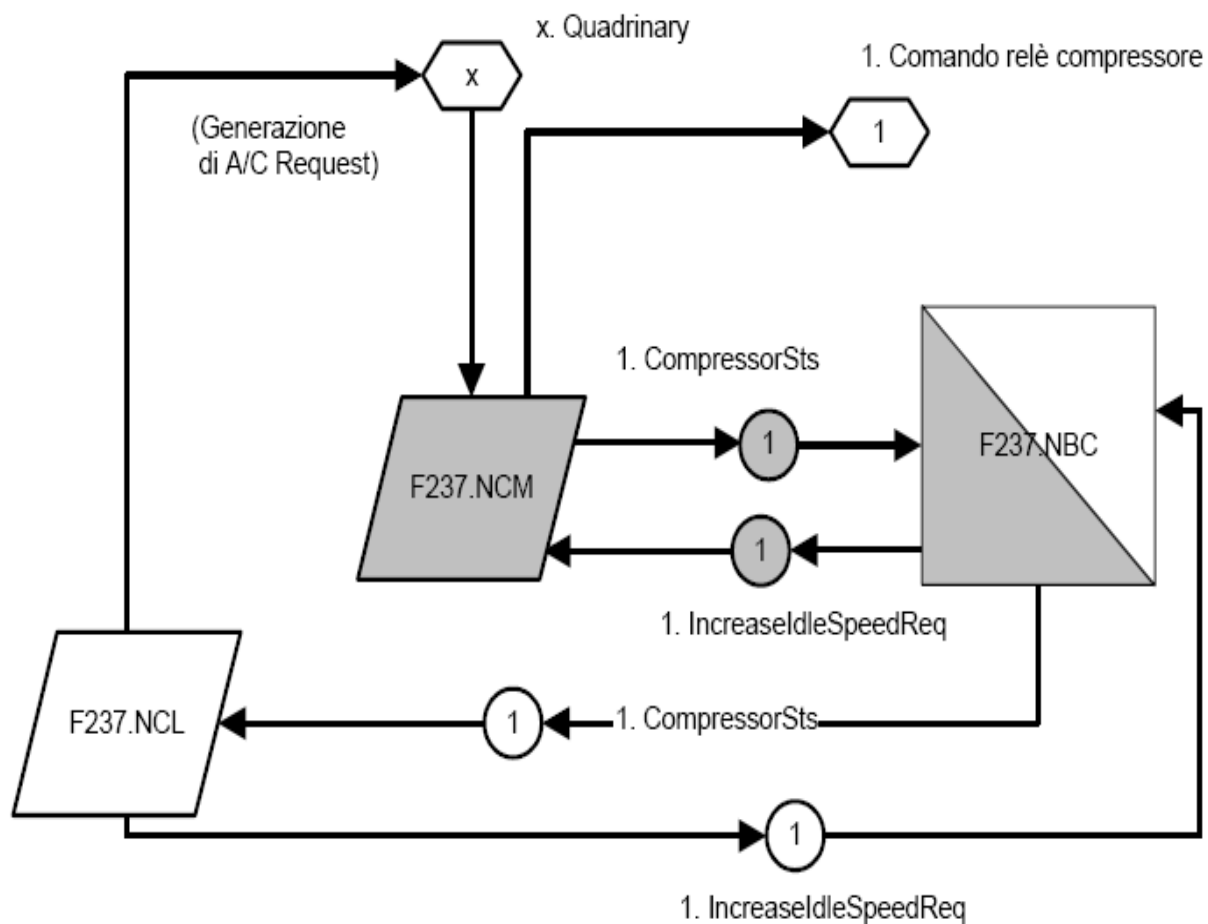 x. Quadrinary
1. Comando relè compressore
x
(Generazione
di A/C Request)
1
1. CompressorSts
1
F237.NBC
F237.NCM
1
1. IncreaseIdleSpeedReq
F237.NCL
1
1. CompressorSts
1
1. IncreaseIdleSpeedReq